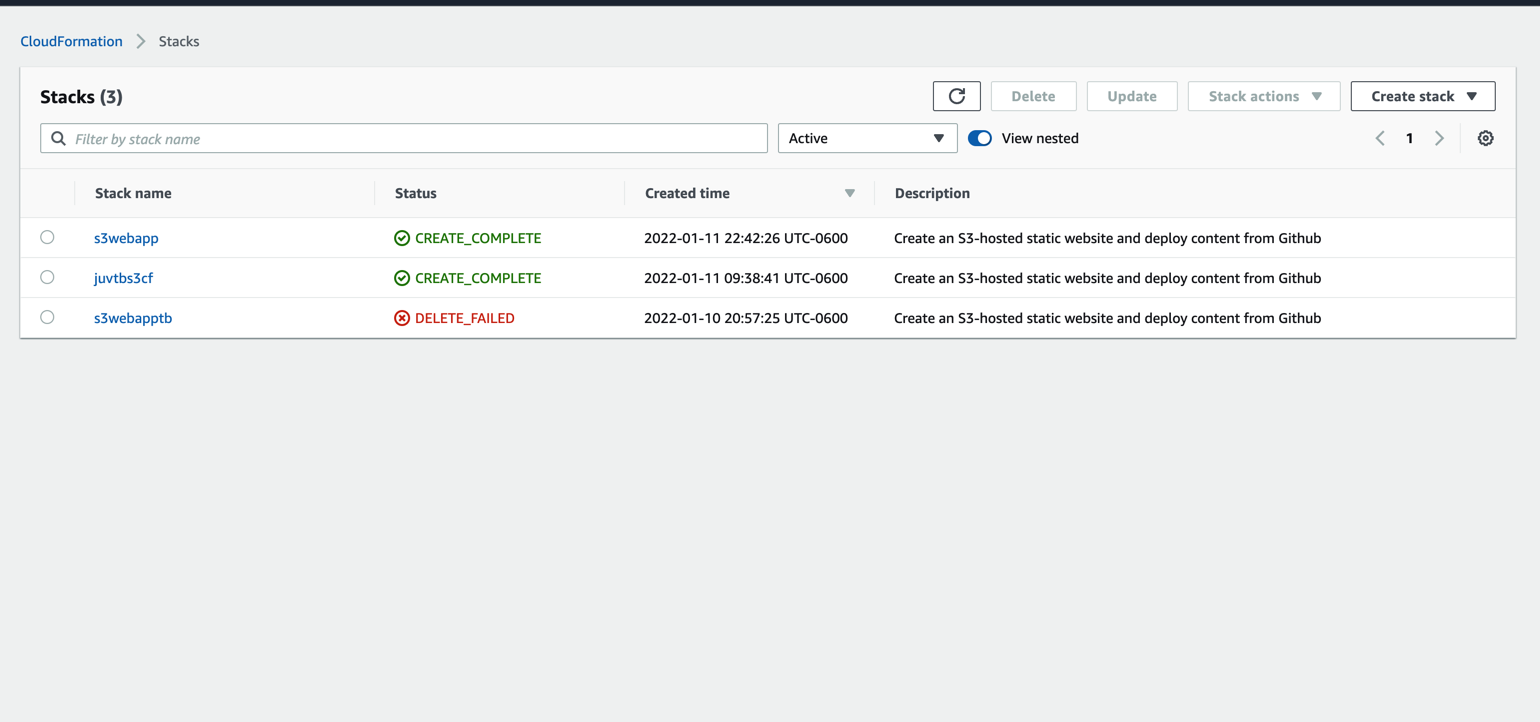 CloudFormation Stacks
Stacks (3) Delete Update Stack actions Create stack
Filter by stack name Active View nested 1
Stack name Status Created time Description
s3webapp CREATE_COMPLETE 2022-01-11 22:42:26 UTC-0600 Create an S3-hosted static website and deploy content from Github
juvtbs3cf CREATE_COMPLETE 2022-01-11 09:38:41 UTC-0600 Create an S3-hosted static website and deploy content from Github
s3webapptb DELETE_FAILED 2022-01-10 20:57:25 UTC-0600 Create an S3-hosted static website and deploy content from Github